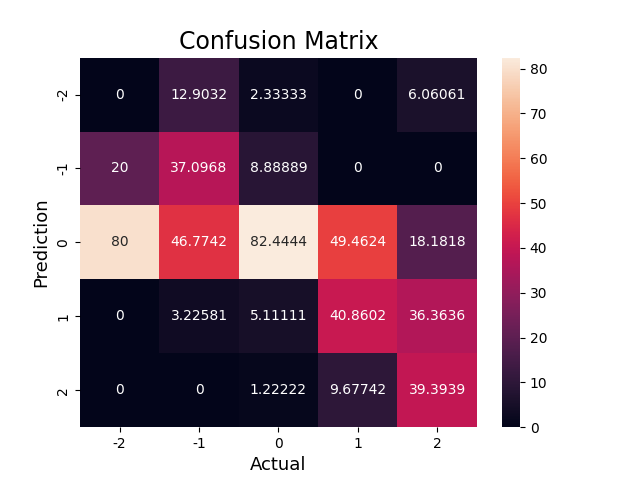 Confusion Matrix
Prediction
-2 0 12.9032 2.33333 0 6.06061
-1 20 37.0968 8.88889 0 0
0 80 46.7742 82.4444 49.4624 18.1818
1 0 3.22581 5.11111 40.8602 36.3636
2 0 0 1.22222 9.67742 39.3939
-2 -1 0 1 2
Actual
80
70
60
50
40
30
20
10
0